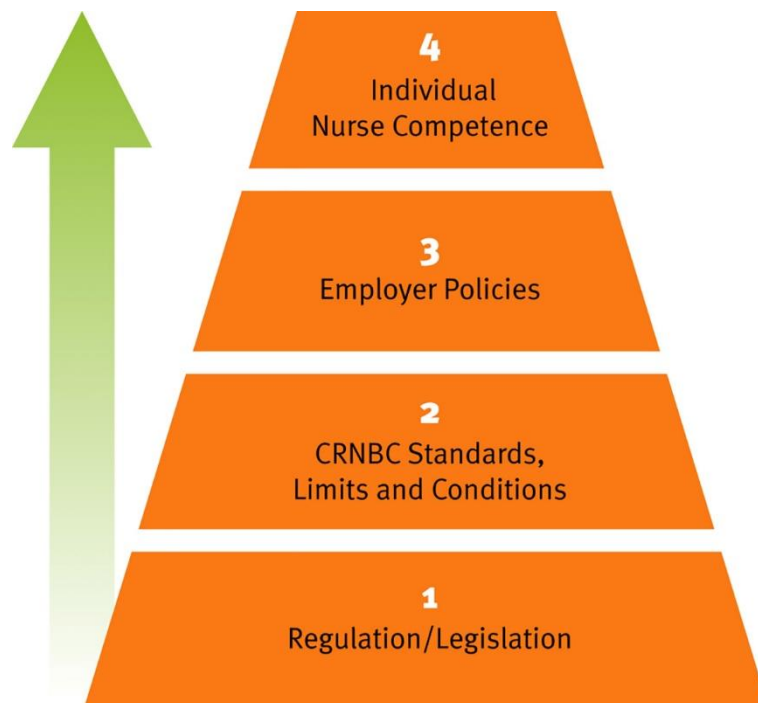 4
Individual
Nurse Competence
3
Employer Policies
2
CRNBC Standards,
Limits and Conditions
1
Regulation/Legislation